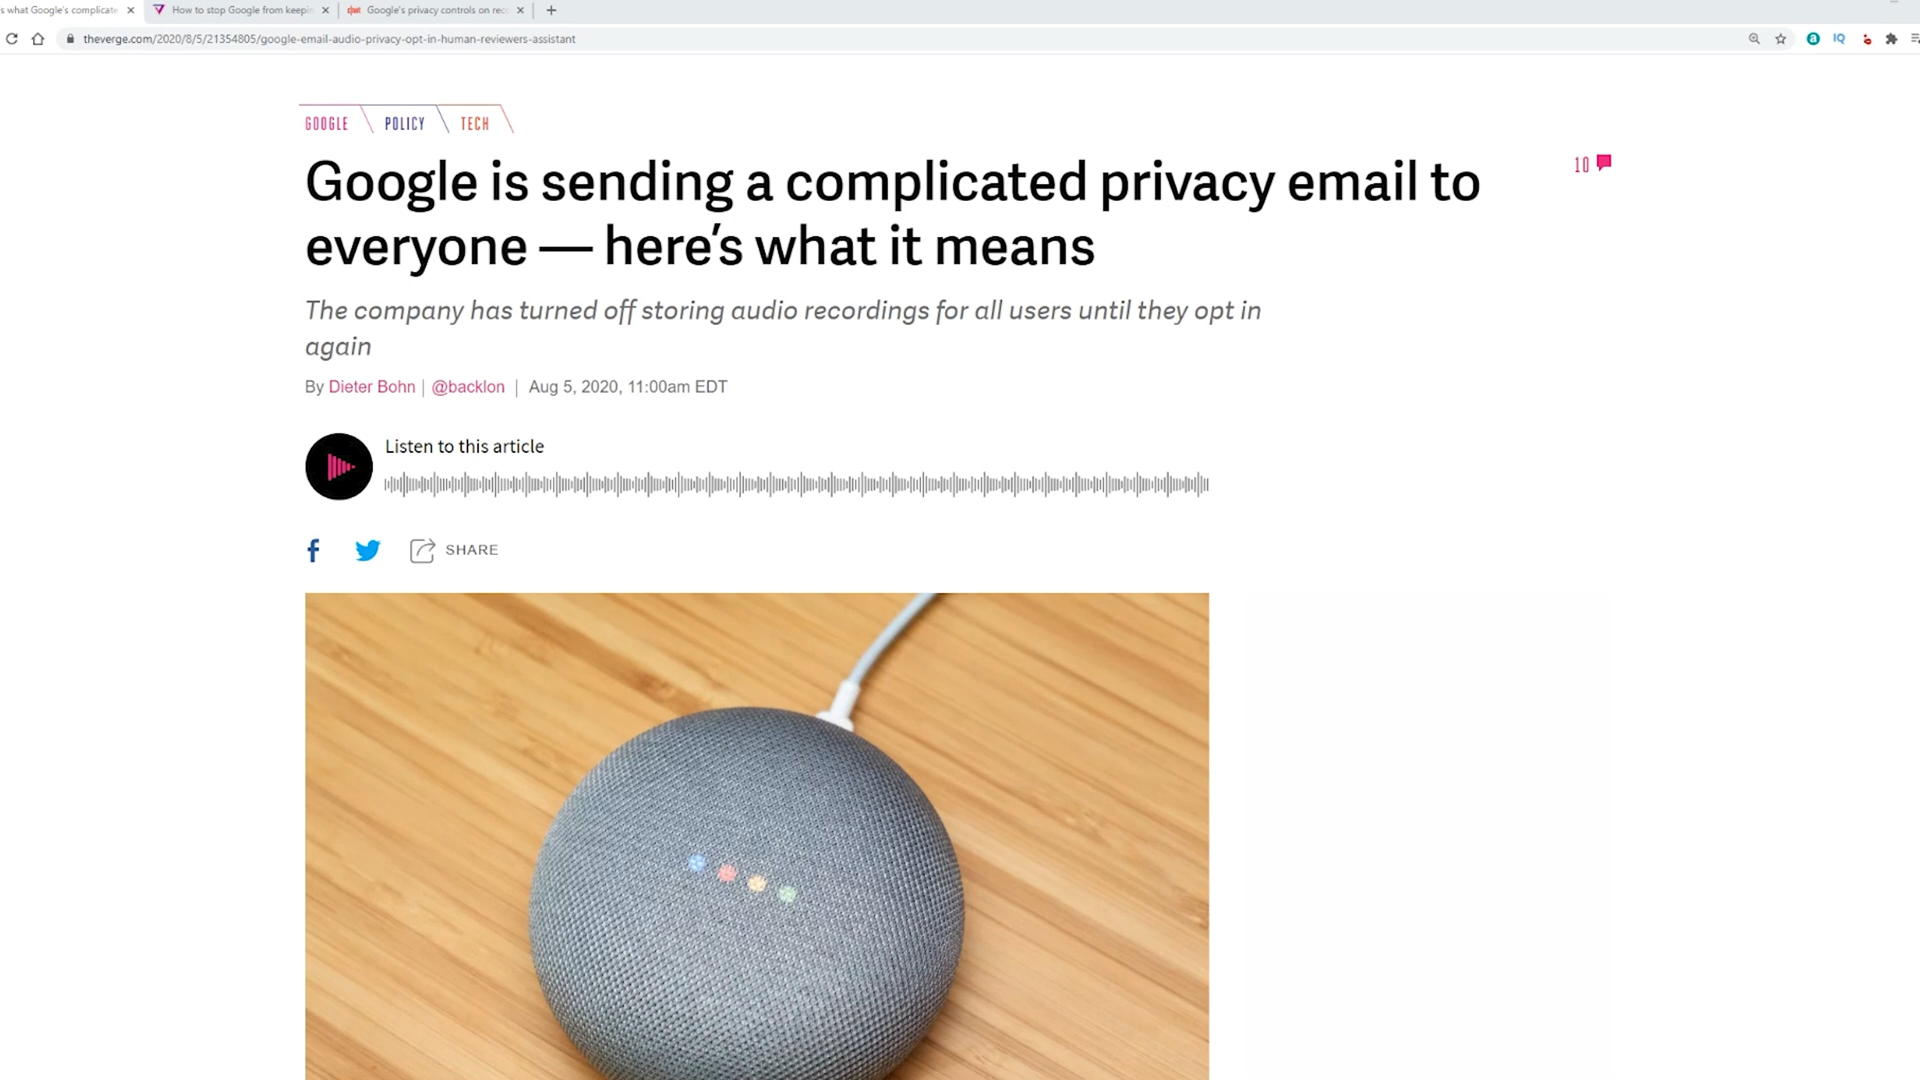 s what Google's complicate
How to stop Google from keepin
Google's privacy controls on rec
theverge.com/2020/8/5/21354805/google-email-audio-privacy-opt-in-human-reviewers-assistant
IQ
GOOGLE POLICY TECH
Google is sending a complicated privacy email to
everyone — here’s what it means
10
The company has turned off storing audio recordings for all users until they opt in
again
By Dieter Bohn | @backlon | Aug 5, 2020, 11:00am EDT
Listen to this article
SHARE